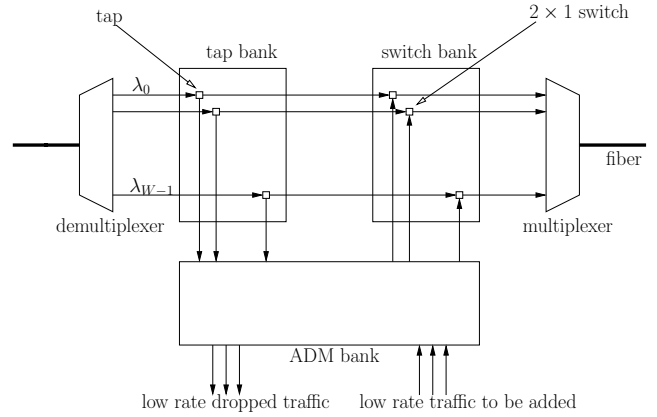 tap
2 × 1 switch
tap bank
switch bank
λ0
fiber
λW−1
demultiplexer
multiplexer
ADM bank
low rate dropped traffic
low rate traffic to be added